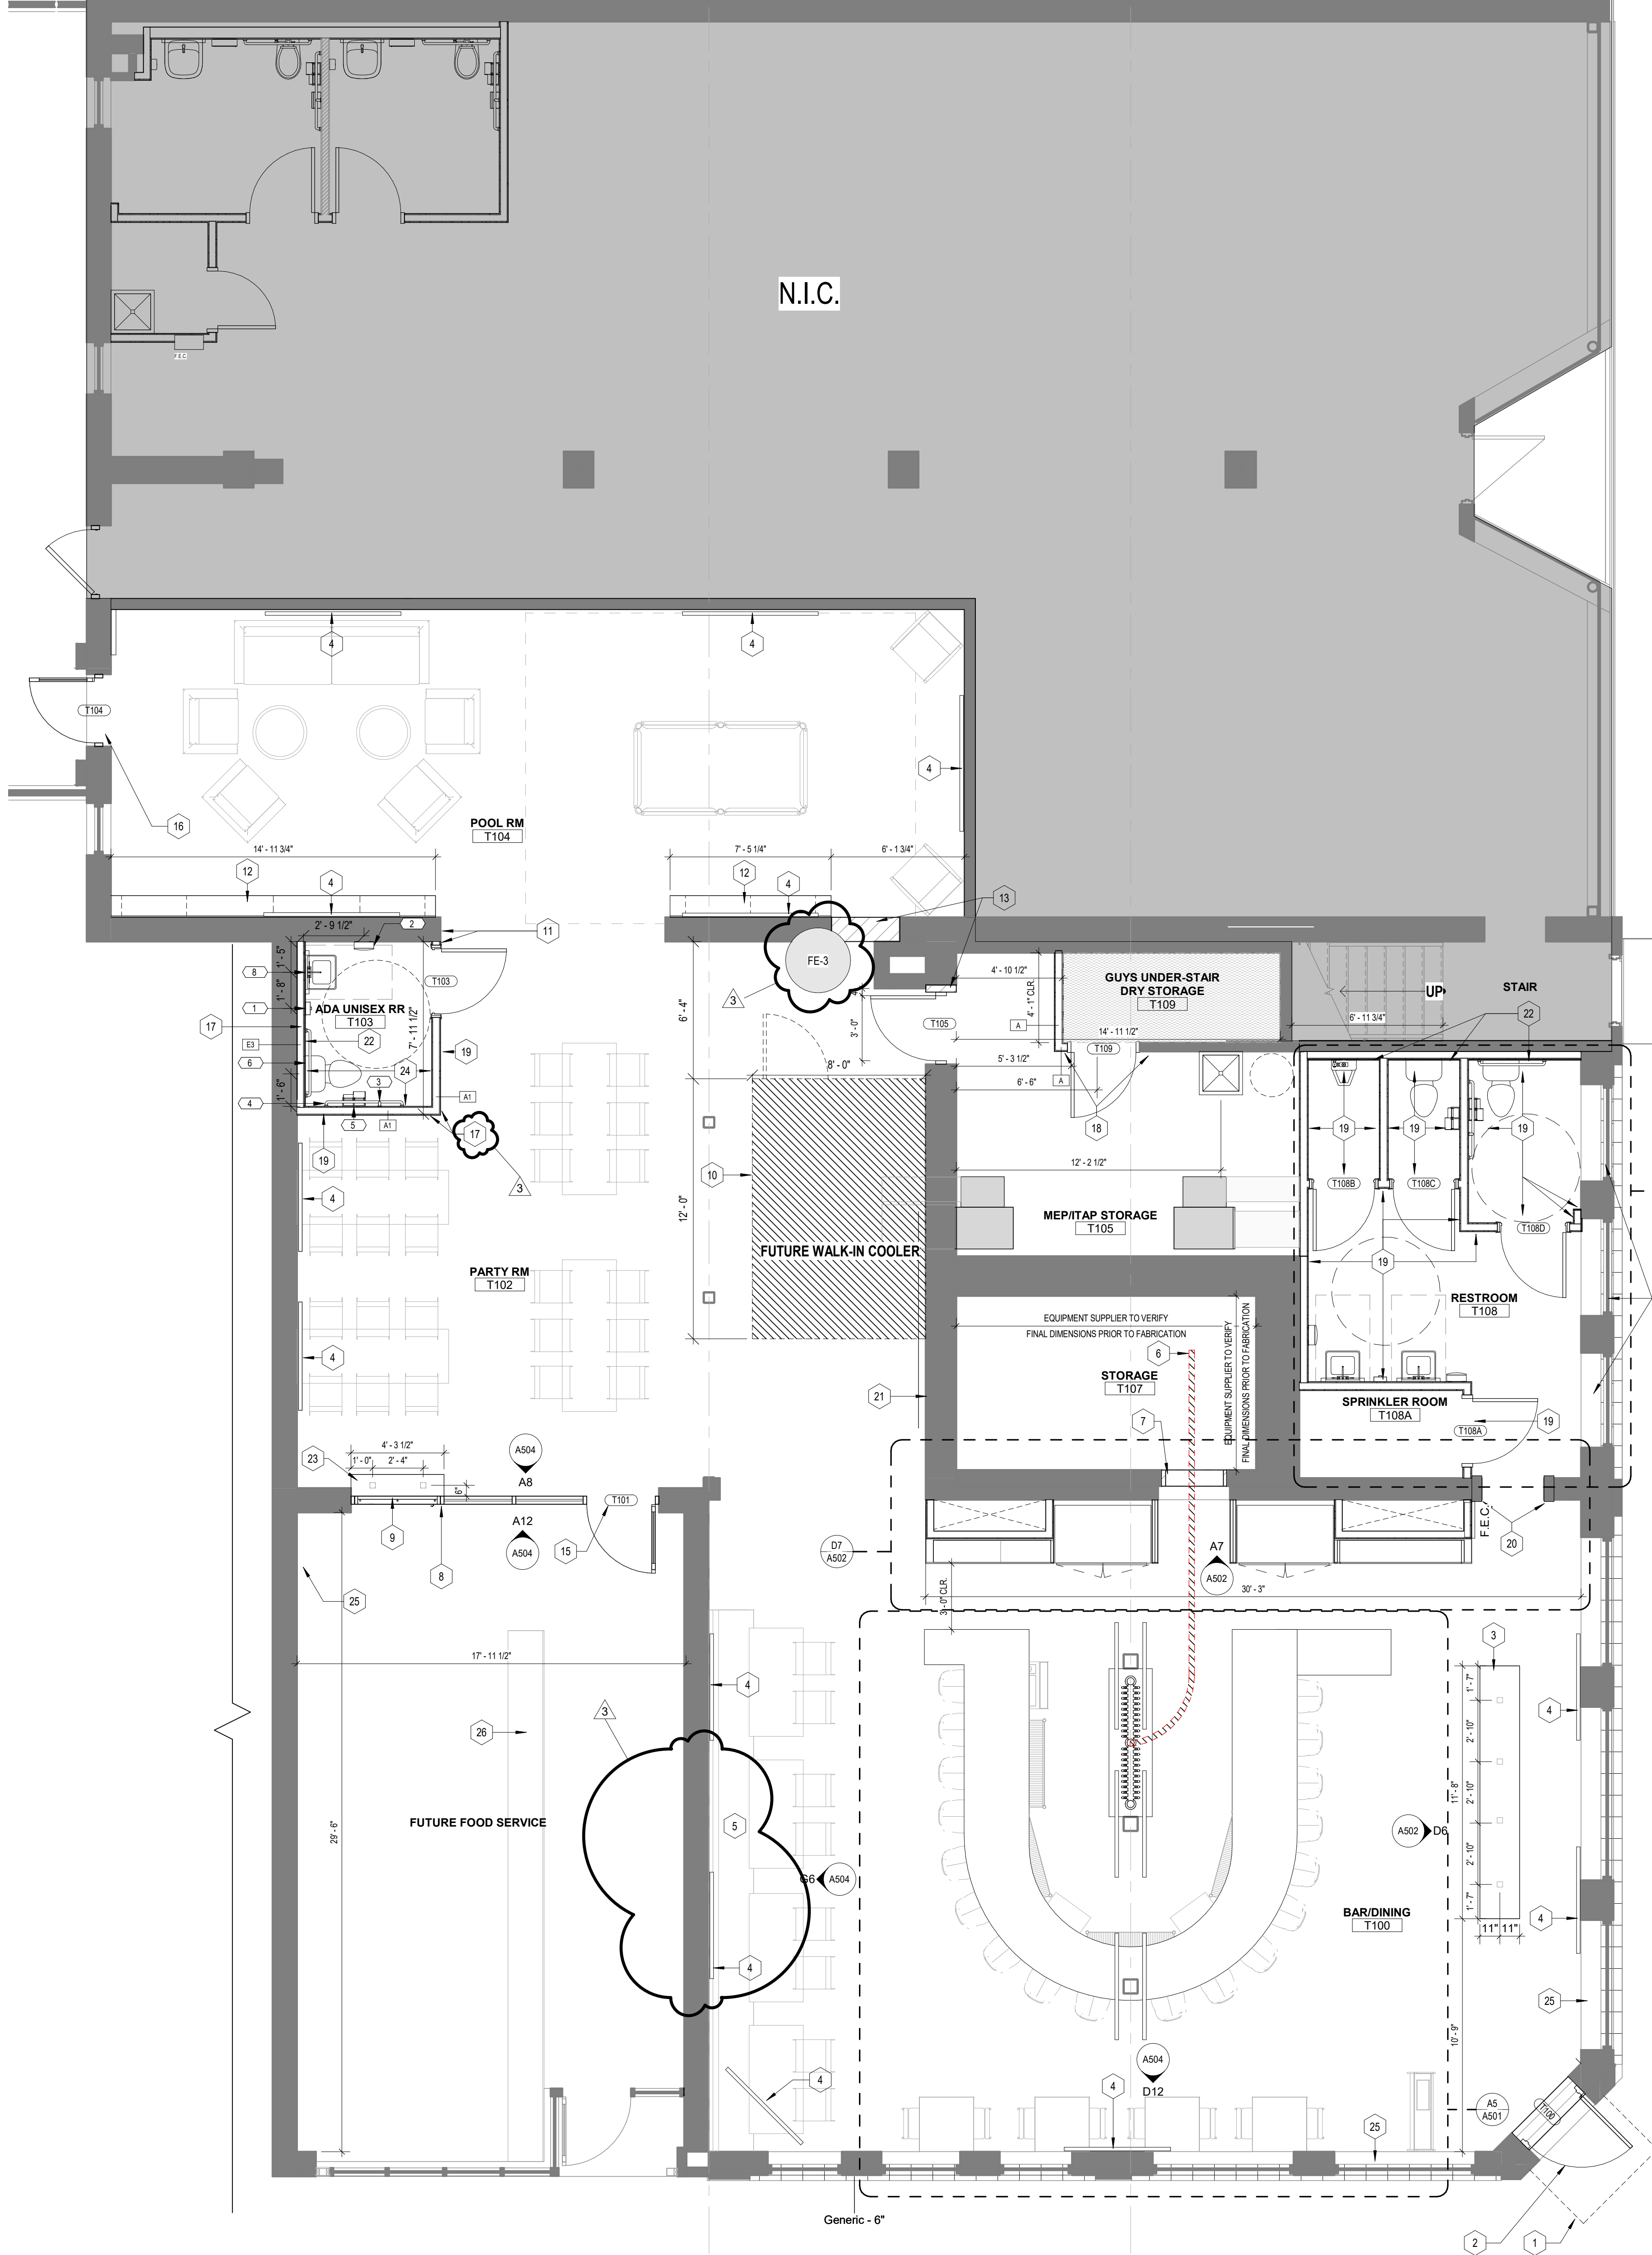 N.I.C.
F.E.C.
4
4
T104
4
16
POOL RM
T104
14' - 11 3/4"
7' - 5 1/4"
6' - 1 3/4"
12
4
12
4
13
2' - 9 1/2"
2
11
FE-3
3
8
1' - 5"
1' - 8"
T103
1
ADA UNISEX RR
T103
17
22
7' - 11 1/2"
19
E3
6
24
3
1' - 6"
4
5
A1
A1
17
3
19
6' - 4"
4"
3' - 0"
T105
8' - 0"
4' - 10 1/2"
4' - 1" CLR.
GUYS UNDER-STAIR
DRY STORAGE
T109
A
14' - 11 1/2"
T109
5' - 3 1/2"
A
6' - 6"
18
UP
STAIR
6' - 11 3/4"
22
19
19
19
T108B
T108C
T108D
12' - 2 1/2"
10
12' - 0"
FUTURE WALK-IN COOLER
MEP/ITAP STORAGE
T105
4
PARTY RM
T102
4
19
RESTROOM
T108
EQUIPMENT SUPPLIER TO VERIFY
FINAL DIMENSIONS PRIOR TO FABRICATION
EQUIPMENT SUPPLIER TO VERIFY
FINAL DIMENSIONS PRIOR TO FABRICATION
6
STORAGE
T107
21
7
SPRINKLER ROOM
T108A
T108A
19
4' - 3 1/2"
23
1' - 0"
2' - 4"
6"
A504
A8
T101
9
A12
A504
8
15
25
D7
A502
A7
A502
F.E.C.
20
30' - 3"
3' - 0" CLR.
17' - 11 1/2"
4
3
1' - 7"
2' - 10"
2' - 10"
2' - 10"
1' - 7"
11' - 8"
4
26
3
FUTURE FOOD SERVICE
29' - 6"
5
G6
A504
A502
D6
BAR/DINING
T100
4
11"
11"
4
25
10' - 9"
4
A504
D12
4
A5
A501
T100
25
Generic - 6"
2
1